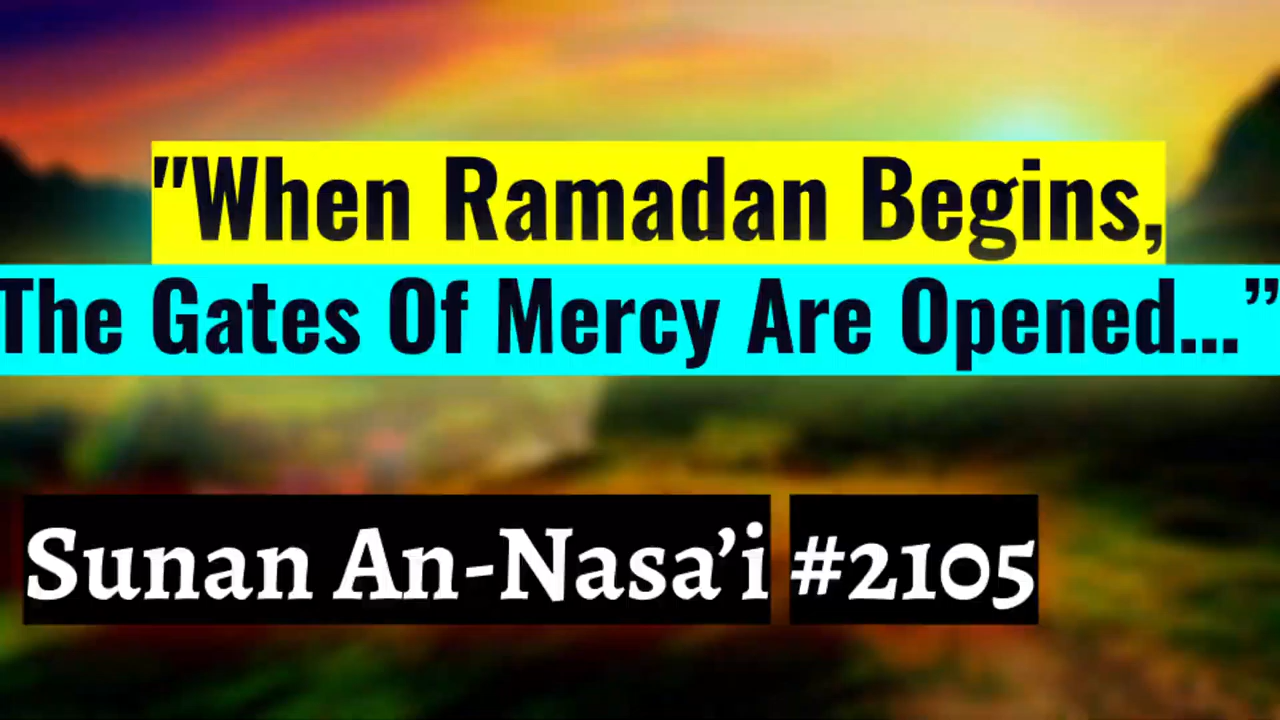 "When Ramadan Begins,
The Gates Of Mercy Are Opened...”
Sunan An-Nasa’i #2105